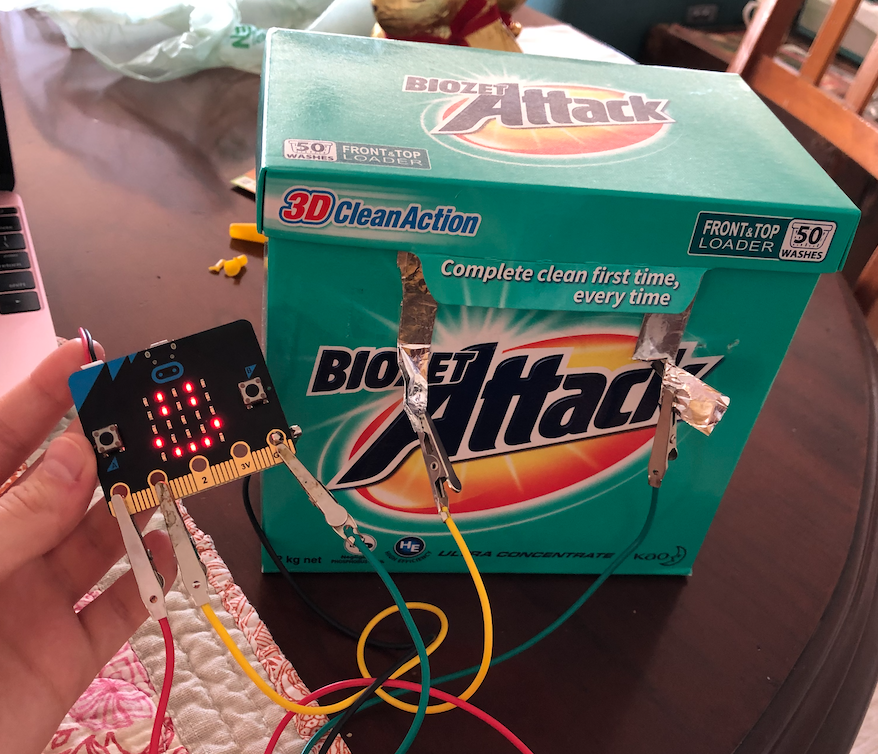 BIOZET
Attack
50
WASHES
FRONT & TOP
LOADER
3D CleanAction
FRONT & TOP
LOADER
50
WASHES
Complete clean first time,
every time
BIOZET
Attack
kg net
HE
ULTRA CONCENTRATE
Kao
2
3V